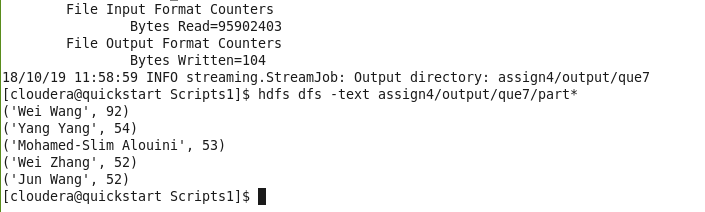 File Input Format Counters
Bytes Read=95902403
File Output Format Counters
Bytes Written=104
18/10/19 11:58:59 INFO streaming.StreamJob: Output directory: assign4/output/que7
[cloudera@quickstart Scripts1]$ hdfs dfs -text assign4/output/que7/part*
('Wei Wang', 92)
('Yang Yang', 54)
('Mohamed-Slim Alouini', 53)
('Wei Zhang', 52)
('Jun Wang', 52)
[cloudera@quickstart Scripts1]$